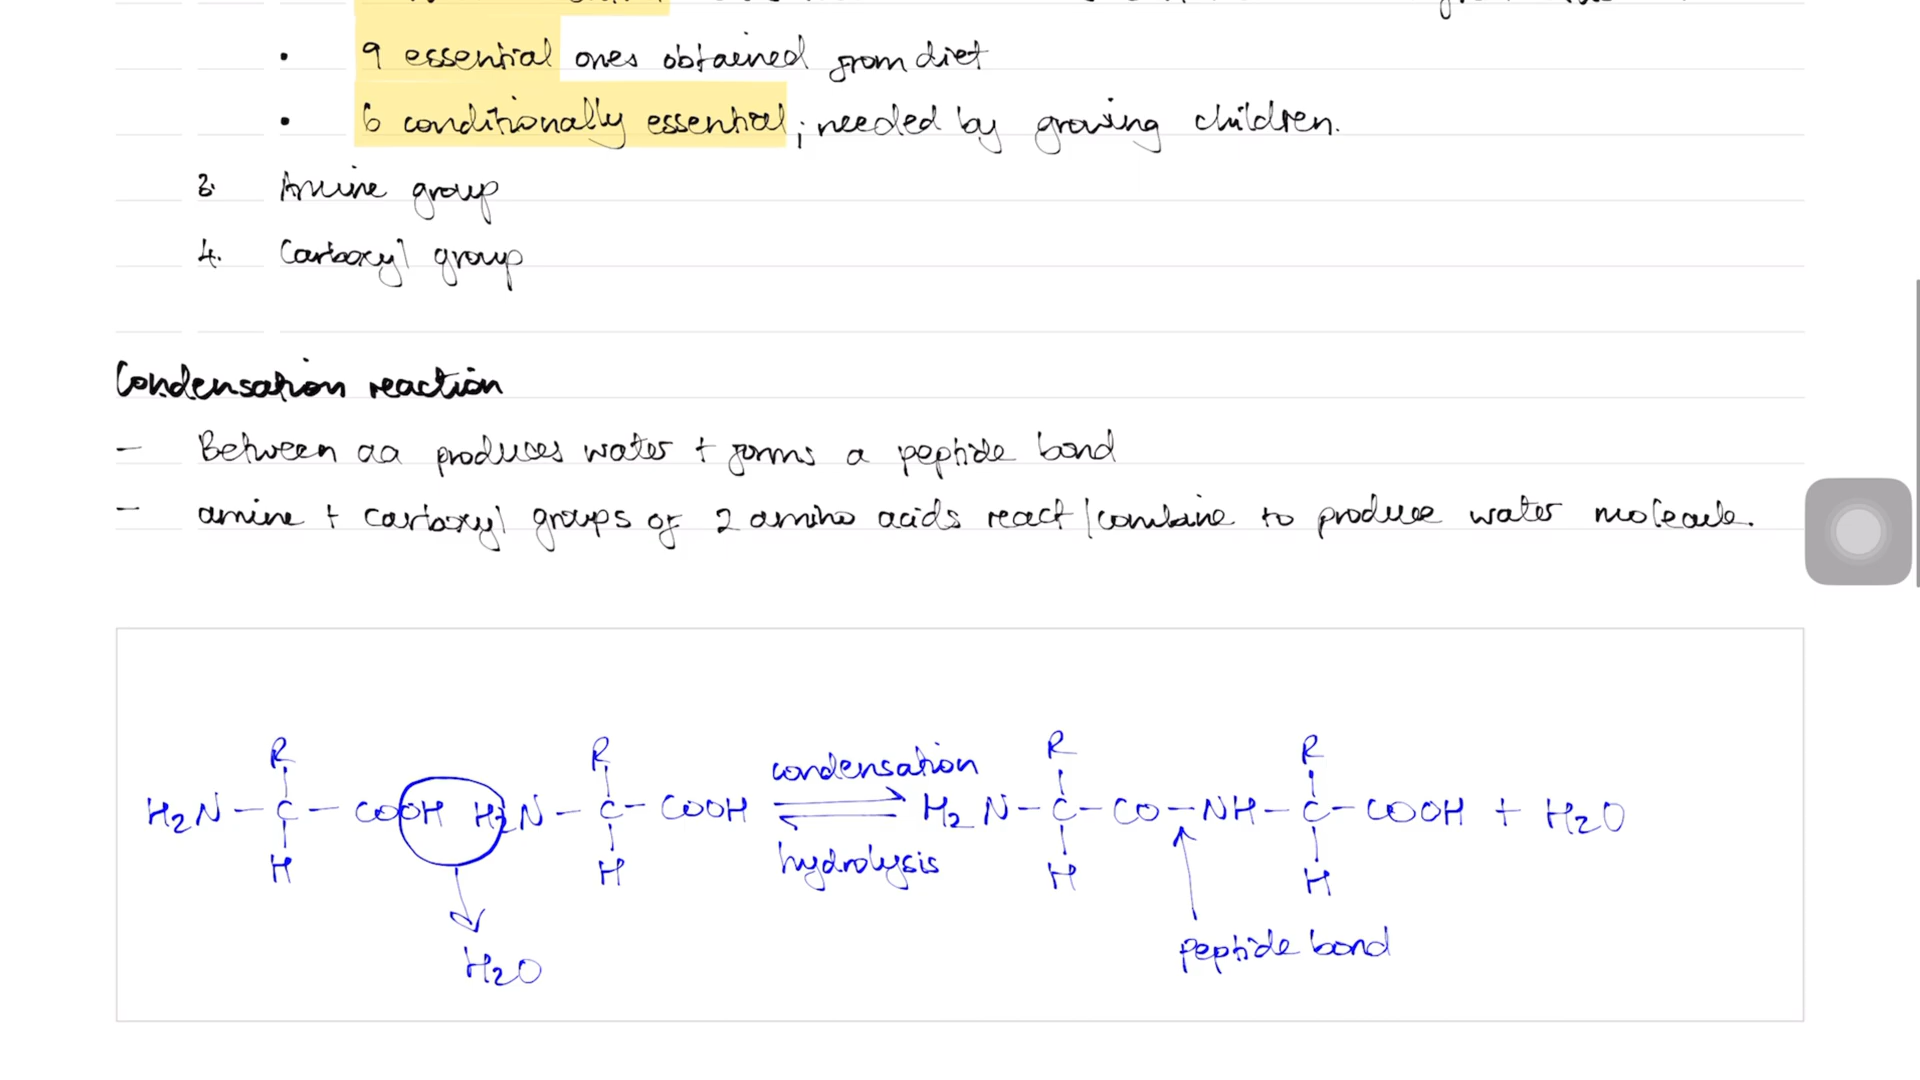 • 9 essential ones obtained from diet
• 6 conditionally essential; needed by growing children.
3. Amine group
4. Carboxyl group
Condensation reaction
- Between aa produces water + forms a peptide bond
- amine + carboxyl groups of 2 amino acids react/combine to produce water molecule.
R R condensation R R
H2N - C - COOH H2N - C - COOH ⇌ H2N - C - CO - NH - C - COOH + H2O
H H hydrolysis H H
H2O peptide bond